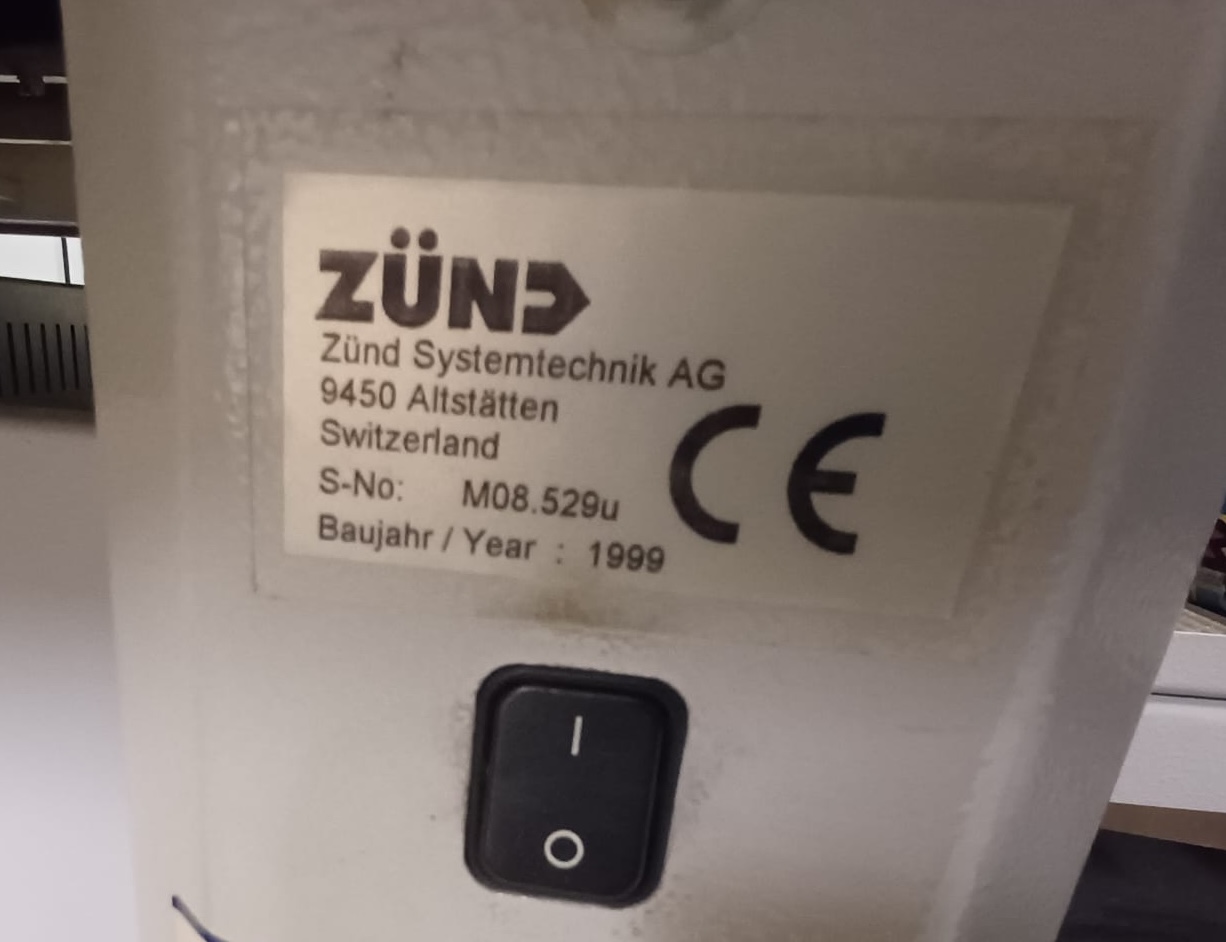 ZÜND
Zünd Systemtechnik AG
9450 Altstätten
Switzerland
S-No: M08.529u
Baujahr / Year : 1999
CE
I
O